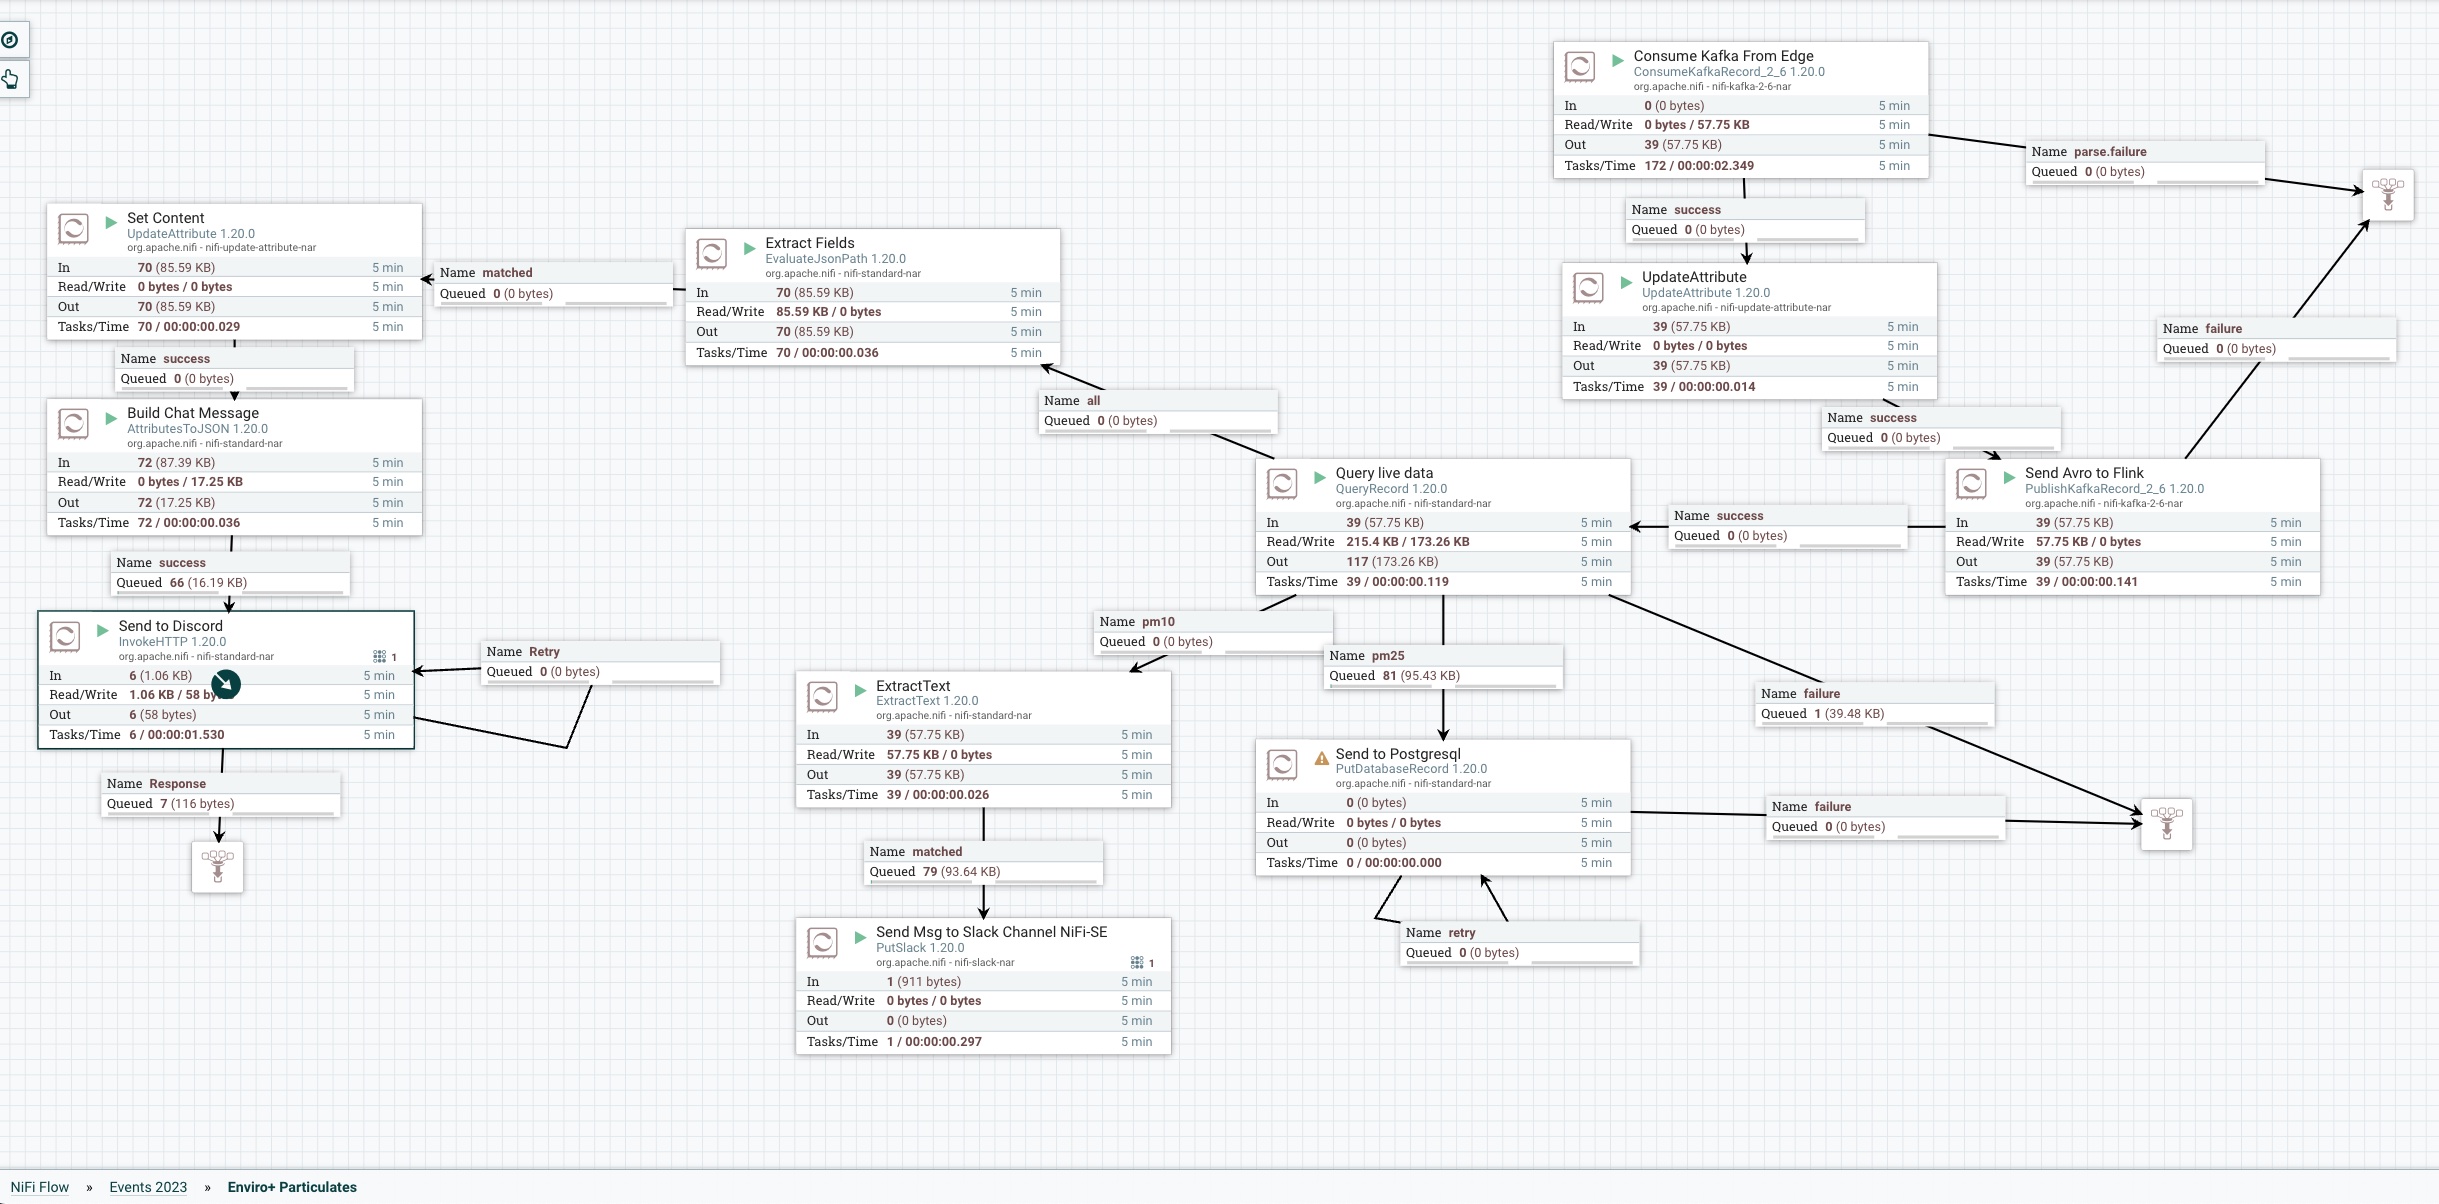 Consume Kafka From Edge
ConsumeKafkaRecord_2_6 1.20.0
org.apache.nifi - nifi-kafka-2-6-nar
In 0 (0 bytes) 5 min
Read/Write 0 bytes / 57.75 KB 5 min
Out 39 (57.75 KB) 5 min
Tasks/Time 172 / 00:00:02.349 5 min
Name parse.failure
Queued 0 (0 bytes)
Name success
Queued 0 (0 bytes)
UpdateAttribute
UpdateAttribute 1.20.0
org.apache.nifi - nifi-update-attribute-nar
In 39 (57.75 KB) 5 min
Read/Write 0 bytes / 0 bytes 5 min
Out 39 (57.75 KB) 5 min
Tasks/Time 39 / 00:00:00.014 5 min
Name failure
Queued 0 (0 bytes)
Name success
Queued 0 (0 bytes)
Send Avro to Flink
PublishKafkaRecord_2_6 1.20.0
org.apache.nifi - nifi-kafka-2-6-nar
In 39 (57.75 KB) 5 min
Read/Write 57.75 KB / 0 bytes 5 min
Out 39 (57.75 KB) 5 min
Tasks/Time 39 / 00:00:00.141 5 min
Name success
Queued 0 (0 bytes)
Query live data
QueryRecord 1.20.0
org.apache.nifi - nifi-standard-nar
In 39 (57.75 KB) 5 min
Read/Write 215.4 KB / 173.26 KB 5 min
Out 117 (173.26 KB) 5 min
Tasks/Time 39 / 00:00:00.119 5 min
Name all
Queued 0 (0 bytes)
Extract Fields
EvaluateJsonPath 1.20.0
org.apache.nifi - nifi-standard-nar
In 70 (85.59 KB) 5 min
Read/Write 85.59 KB / 0 bytes 5 min
Out 70 (85.59 KB) 5 min
Tasks/Time 70 / 00:00:00.036 5 min
Name matched
Queued 0 (0 bytes)
Set Content
UpdateAttribute 1.20.0
org.apache.nifi - nifi-update-attribute-nar
In 70 (85.59 KB) 5 min
Read/Write 0 bytes / 0 bytes 5 min
Out 70 (85.59 KB) 5 min
Tasks/Time 70 / 00:00:00.029 5 min
Name success
Queued 0 (0 bytes)
Build Chat Message
AttributesToJSON 1.20.0
org.apache.nifi - nifi-standard-nar
In 72 (87.39 KB) 5 min
Read/Write 0 bytes / 17.25 KB 5 min
Out 72 (17.25 KB) 5 min
Tasks/Time 72 / 00:00:00.036 5 min
Name success
Queued 66 (16.19 KB)
Send to Discord
InvokeHTTP 1.20.0
org.apache.nifi - nifi-standard-nar 1
In 6 (1.06 KB) 5 min
Read/Write 1.06 KB / 58 by 5 min
Out 6 (58 bytes) 5 min
Tasks/Time 6 / 00:00:01.530 5 min
Name Retry
Queued 0 (0 bytes)
Name Response
Queued 7 (116 bytes)
Name pm10
Queued 0 (0 bytes)
ExtractText
ExtractText 1.20.0
org.apache.nifi - nifi-standard-nar
In 39 (57.75 KB) 5 min
Read/Write 57.75 KB / 0 bytes 5 min
Out 39 (57.75 KB) 5 min
Tasks/Time 39 / 00:00:00.026 5 min
Name matched
Queued 79 (93.64 KB)
Send Msg to Slack Channel NiFi-SE
PutSlack 1.20.0
org.apache.nifi - nifi-slack-nar 1
In 1 (911 bytes) 5 min
Read/Write 0 bytes / 0 bytes 5 min
Out 0 (0 bytes) 5 min
Tasks/Time 1 / 00:00:00.297 5 min
Name pm25
Queued 81 (95.43 KB)
Send to Postgresql
PutDatabaseRecord 1.20.0
org.apache.nifi - nifi-standard-nar
In 0 (0 bytes) 5 min
Read/Write 0 bytes / 0 bytes 5 min
Out 0 (0 bytes) 5 min
Tasks/Time 0 / 00:00:00.000 5 min
Name retry
Queued 0 (0 bytes)
Name failure
Queued 1 (39.48 KB)
Name failure
Queued 0 (0 bytes)
NiFi Flow » Events 2023 » Enviro+ Particulates